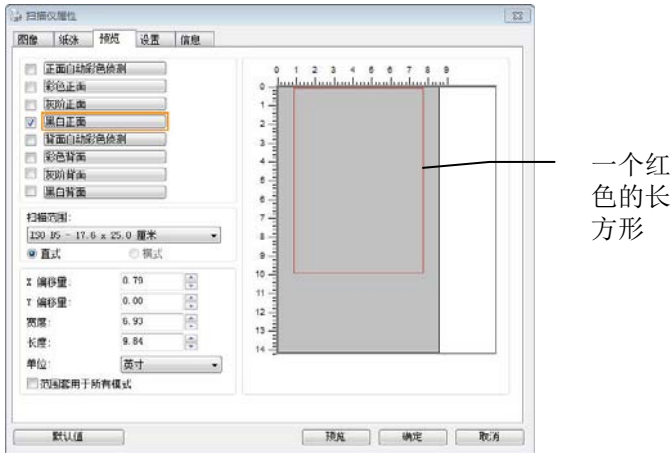 扫描仪属性
图像 纸张 预览 设置 信息
正面自动彩色侦测
彩色正面
灰阶正面
黑白正面
背面自动彩色侦测
彩色背面
灰阶背面
黑白背面
扫描范围:
ISO B5 - 17.6 x 25.0 厘米
直式 横式
X 偏移量: 0.79
Y 偏移量: 0.00
宽度: 6.93
长度: 9.84
单位: 英寸
范围套用于所有模式
0 1 2 3 4 5 6 7 8 9
0
1
2
3
4
5
6
7
8
9
10
11
12
13
14
一个红
色的长
方形
默认值 预览 确定 取消